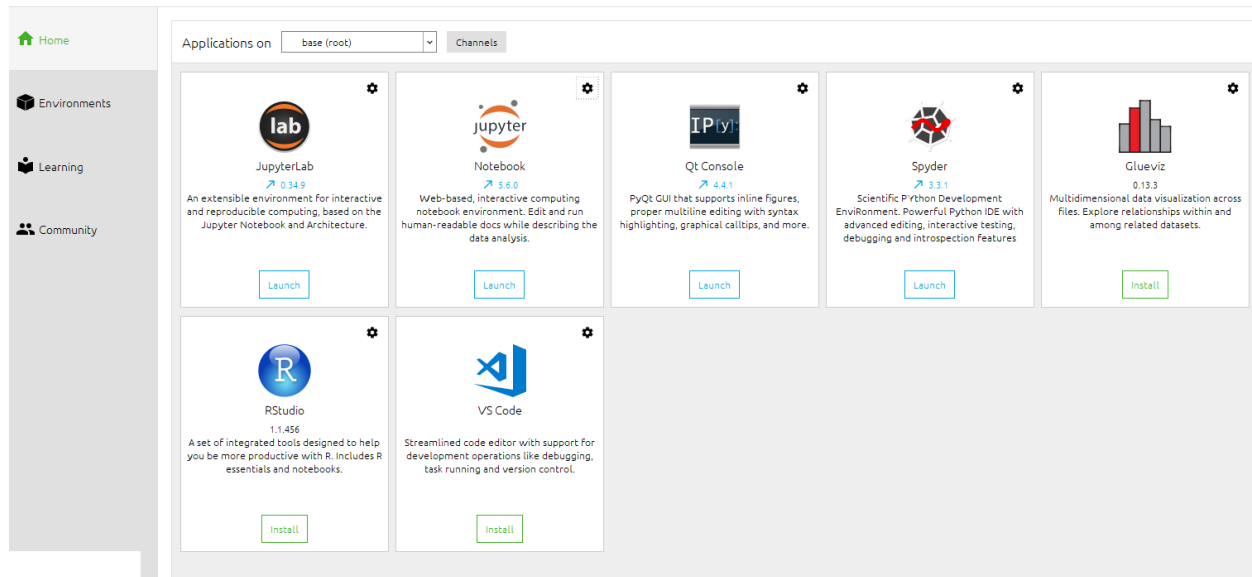 Home
Environments
Learning
Community
Applications on base (root) Channels
lab
JupyterLab
0.34.9
An extensible environment for interactive
and reproducible computing, based on the
Jupyter Notebook and Architecture.
Launch
jupyter
Notebook
5.6.0
Web-based, interactive computing
notebook environment. Edit and run
human-readable docs while describing the
data analysis.
Launch
IP[y]:
Qt Console
4.4.1
PyQt GUI that supports inline figures,
proper multiline editing with syntax
highlighting, graphical calltips, and more.
Launch
Spyder
3.3.1
Scientific PYthon Development
EnviRonment. Powerful Python IDE with
advanced editing, interactive testing,
debugging and introspection features
Launch
Glueviz
0.13.3
Multidimensional data visualization across
files. Explore relationships within and
among related datasets.
Install
R
RStudio
1.1.456
A set of integrated tools designed to help
you be more productive with R. Includes R
essentials and notebooks.
Install
VS Code
Streamlined code editor with support for
development operations like debugging,
task running and version control.
Install